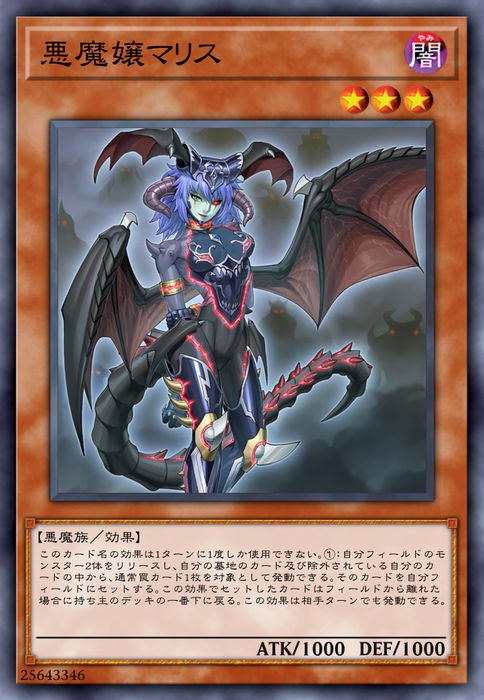 悪魔嬢マリス
やみ
闇
【悪魔族／効果】
このカード名の効果は1ターンに1度しか使用できない。①：自分フィールドのモ
ンスター2体をリリースし、自分の墓地のカード及び除外されている自分のカ
ードの中から、通常罠カード1枚を対象として発動できる。そのカードを自分フ
ィールドにセットする。この効果でセットしたカードはフィールドから離れた
場合に持ち主のデッキの一番下に戻る。この効果は相手ターンでも発動できる。
ATK/1000 DEF/1000
25643346